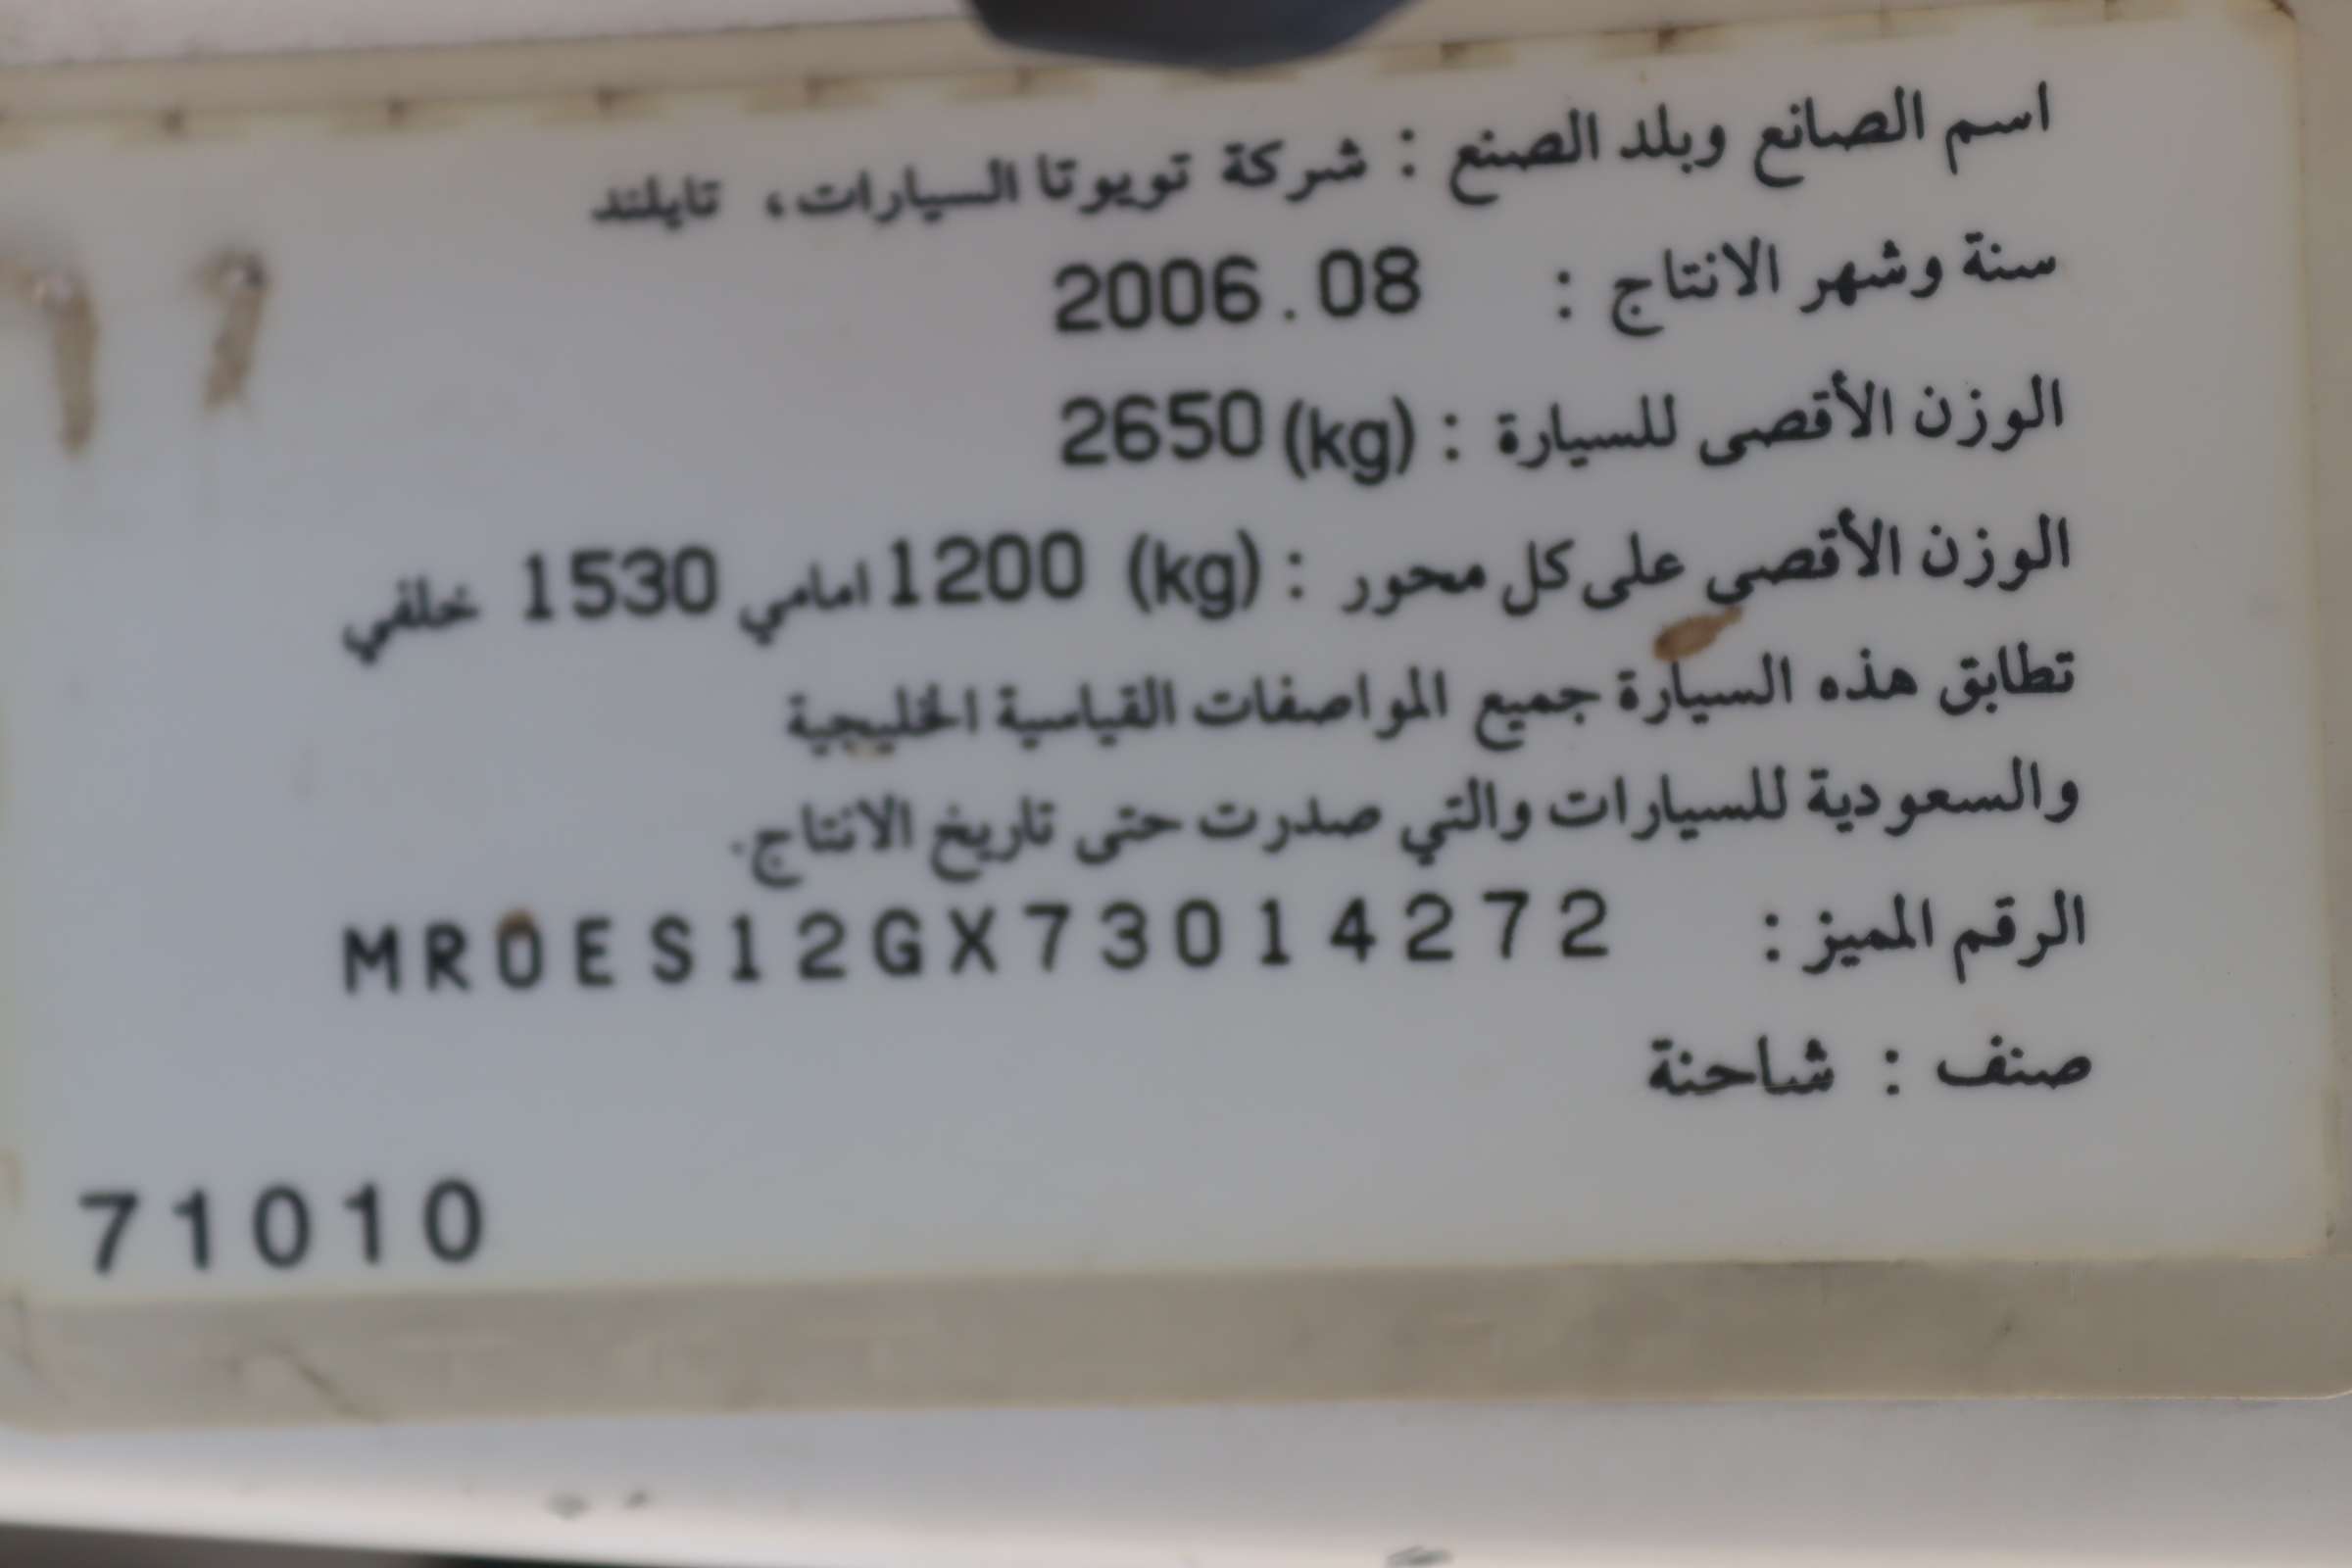 اسم الصانع وبلد الصنع : شركة تويوتا السيارات، تايلند
سنة وشهر الانتاج : 2006.08
الوزن الأقصى للسيارة : (kg) 2650
الوزن الأقصى على كل محور : (kg) 1200 امامي 1530 خلفي
تطابق هذه السيارة جميع المواصفات القياسية الخليجية
والسعودية للسيارات والتي صدرت حتى تاريخ الانتاج.
الرقم المميز : MR0ES12GX73014272
صنف : شاحنة
71010